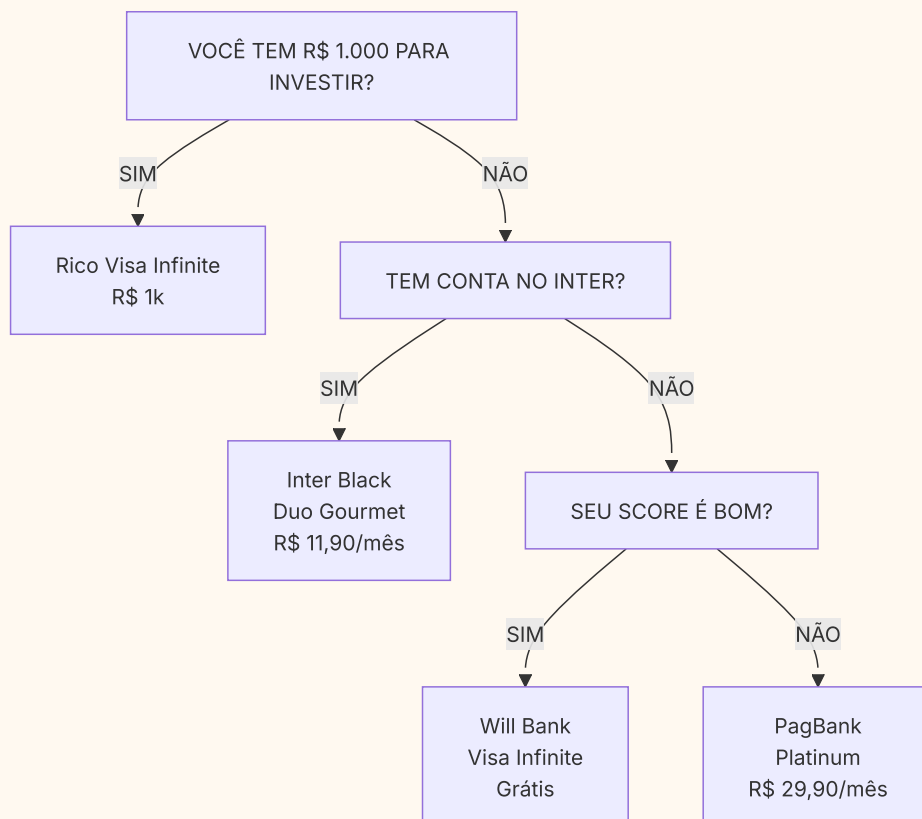 VOCÊ TEM R$ 1.000 PARA
INVESTIR?
SIM
NÃO
Rico Visa Infinite
R$ 1k
TEM CONTA NO INTER?
SIM
NÃO
Inter Black
Duo Gourmet
R$ 11,90/mês
SEU SCORE É BOM?
SIM
NÃO
Will Bank
Visa Infinite
Grátis
PagBank
Platinum
R$ 29,90/mês